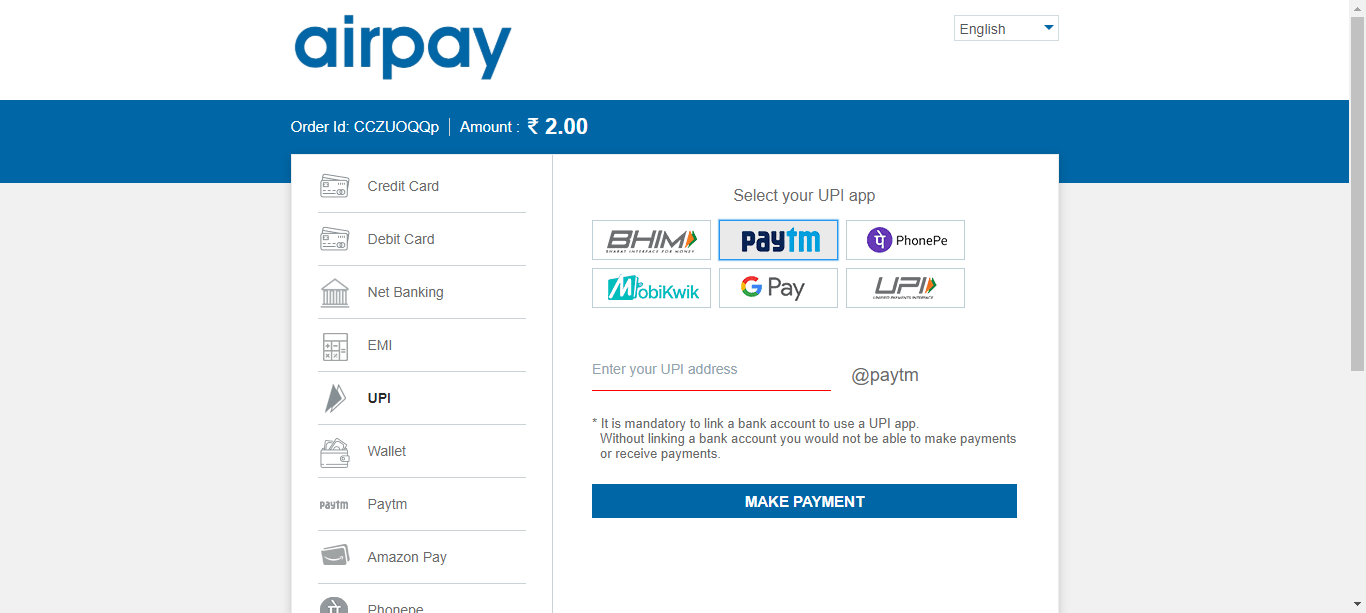 airpay
English
Order Id: CCZUOQQp | Amount : ₹ 2.00
Credit Card
Debit Card
Net Banking
EMI
UPI
Wallet
paytm Paytm
Amazon Pay
Phonepe
Select your UPI app
BHIM
BHARAT INTERFACE FOR MONEY
paytm
पे PhonePe
MobiKwik
G Pay
UPI
UNIFIED PAYMENTS INTERFACE
Enter your UPI address
@paytm
* It is mandatory to link a bank account to use a UPI app.
Without linking a bank account you would not be able to make payments
or receive payments.
MAKE PAYMENT